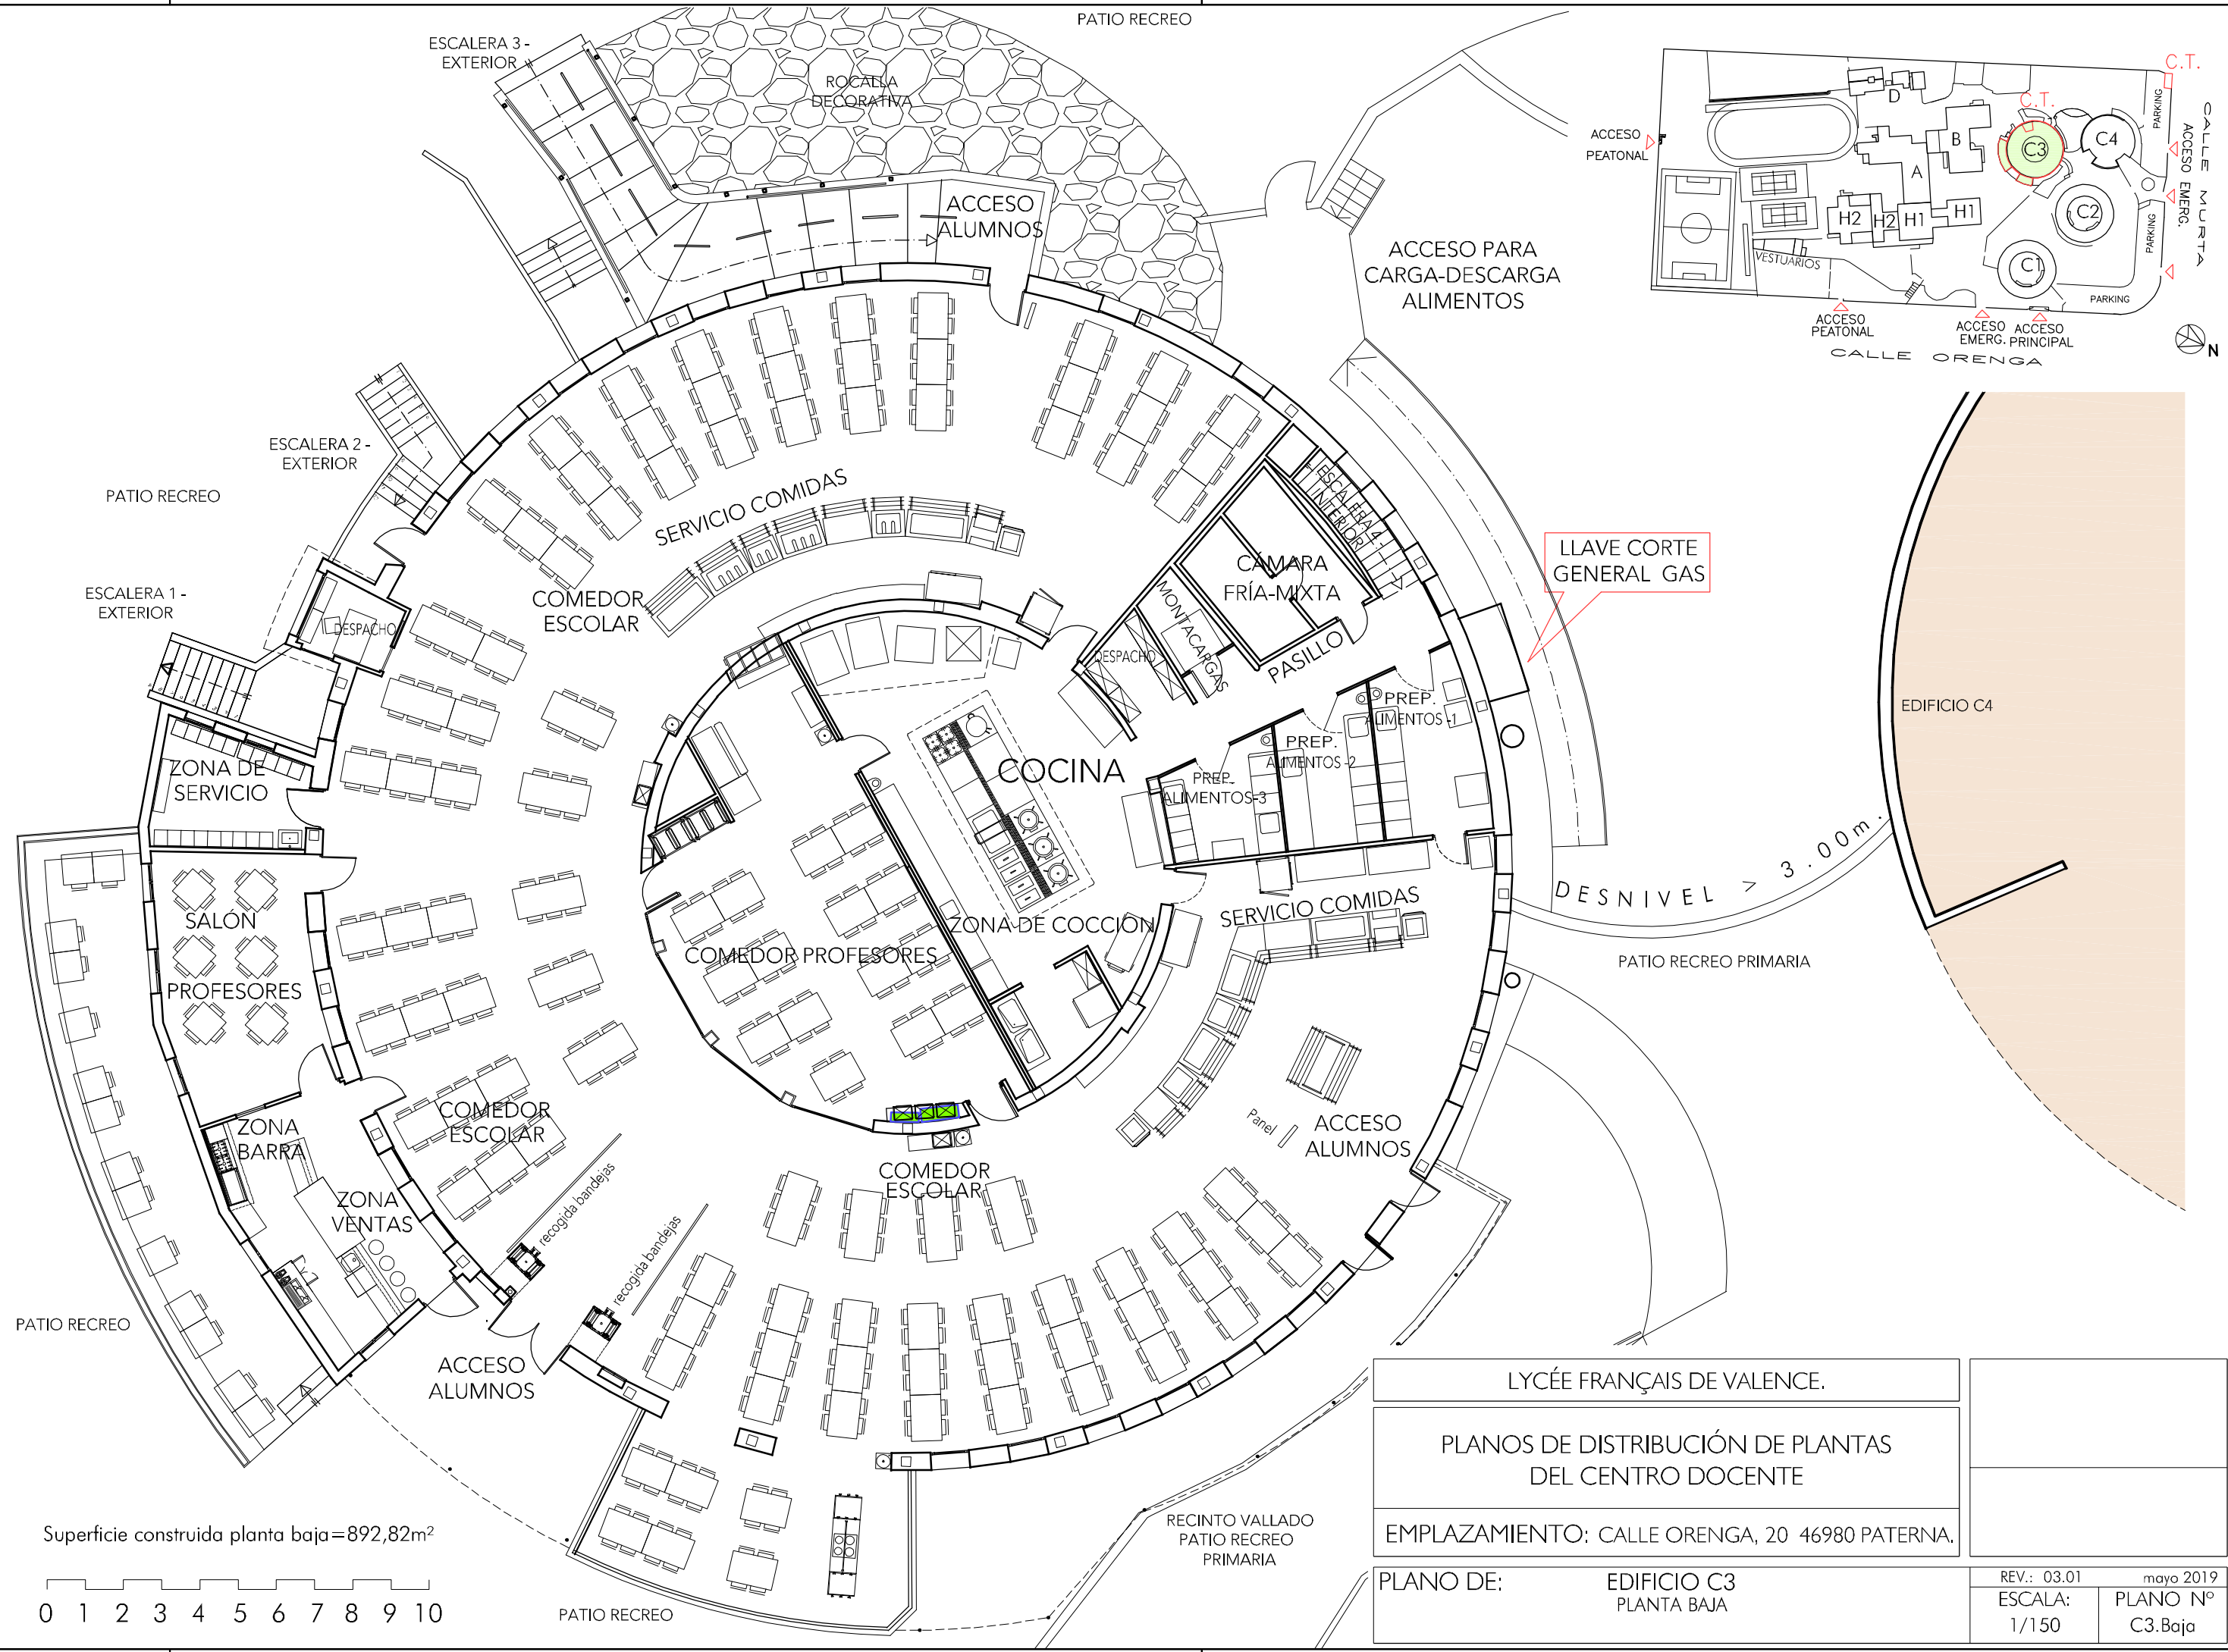 PATIO RECREO
ESCALERA 3 -
EXTERIOR
ROCALLA
DECORATIVA
ACCESO
ALUMNOS
ACCESO PARA
CARGA-DESCARGA
ALIMENTOS
C.T.
C.T.
D
B
C3
C4
A
C2
C1
H2
H2
H1
H1
VESTUARIOS
PARKING
PARKING
PARKING
ACCESO
PEATONAL
ACCESO EMERG.
CALLE MURTA
ACCESO
PEATONAL
ACCESO
EMERG.
ACCESO
PRINCIPAL
CALLE ORENGA
N
ESCALERA 2 -
EXTERIOR
PATIO RECREO
ESCALERA 1 -
EXTERIOR
DESPACHO
SERVICIO COMIDAS
COMEDOR
ESCOLAR
ESCALERA 4 -
INTERIOR
CÁMARA
FRÍA-MIXTA
MONTACARGAS
DESPACHO
PASILLO
LLAVE CORTE
GENERAL GAS
PREP.
ALIMENTOS -1
PREP.
ALIMENTOS -2
PREP.
ALIMENTOS-3
COCINA
EDIFICIO C4
ZONA DE
SERVICIO
SALÓN
PROFESORES
COMEDOR PROFESORES
ZONA DE COCCIÓN
SERVICIO COMIDAS
DESNIVEL > 3.00m.
PATIO RECREO PRIMARIA
ZONA
BARRA
COMEDOR
ESCOLAR
ZONA
VENTAS
recogida bandejas
recogida bandejas
COMEDOR
ESCOLAR
Panel
ACCESO
ALUMNOS
PATIO RECREO
ACCESO
ALUMNOS
RECINTO VALLADO
PATIO RECREO
PRIMARIA
PATIO RECREO
Superficie construida planta baja=892,82m²
0 1 2 3 4 5 6 7 8 9 10
LYCÉE FRANÇAIS DE VALENCE.
PLANOS DE DISTRIBUCIÓN DE PLANTAS
DEL CENTRO DOCENTE
EMPLAZAMIENTO: CALLE ORENGA, 20 46980 PATERNA.
PLANO DE: EDIFICIO C3
PLANTA BAJA
REV.: 03.01 mayo 2019
ESCALA:
1/150
PLANO Nº
C3.Baja